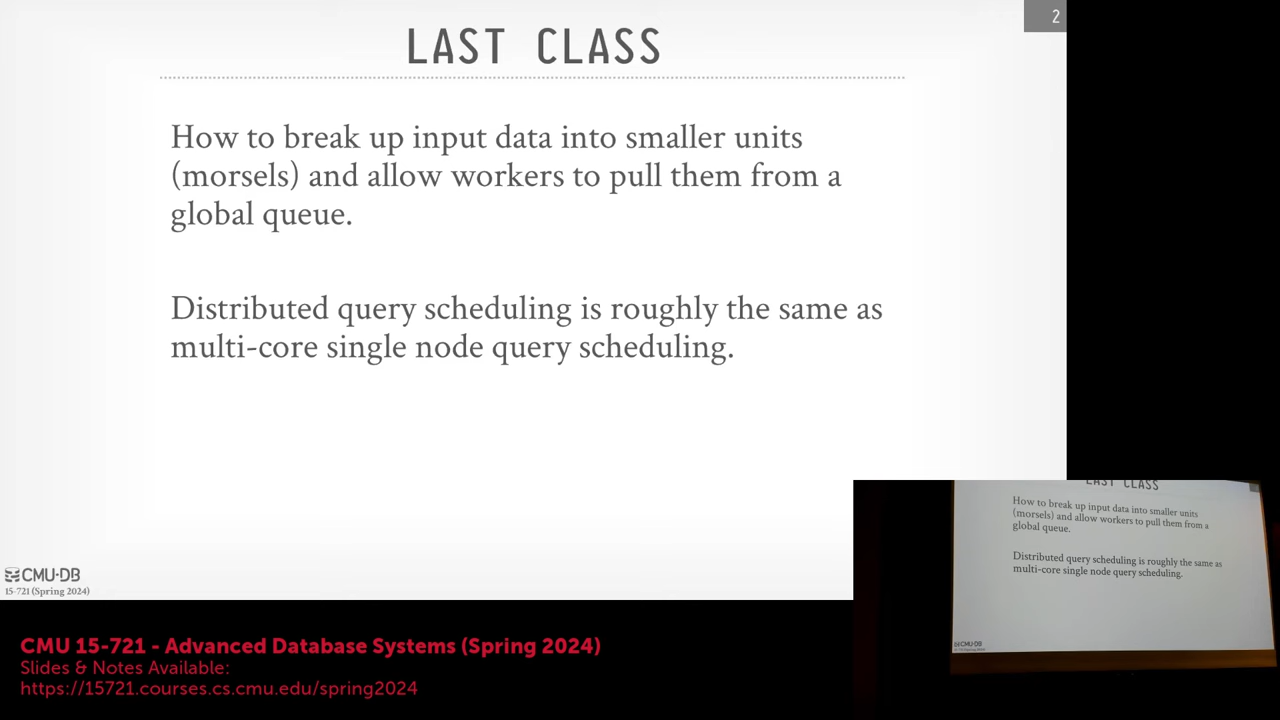 2
LAST CLASS
How to break up input data into smaller units
(morsels) and allow workers to pull them from a
global queue.
Distributed query scheduling is roughly the same as
multi-core single node query scheduling.
CMU·DB
15-721 (Spring 2024)
LAST CLASS
How to break up input data into smaller units
(morsels) and allow workers to pull them from a
global queue.
Distributed query scheduling is roughly the same as
multi-core single node query scheduling.
CMU·DB
CMU 15-721 - Advanced Database Systems (Spring 2024)
Slides & Notes Available:
https://15721.courses.cs.cmu.edu/spring2024